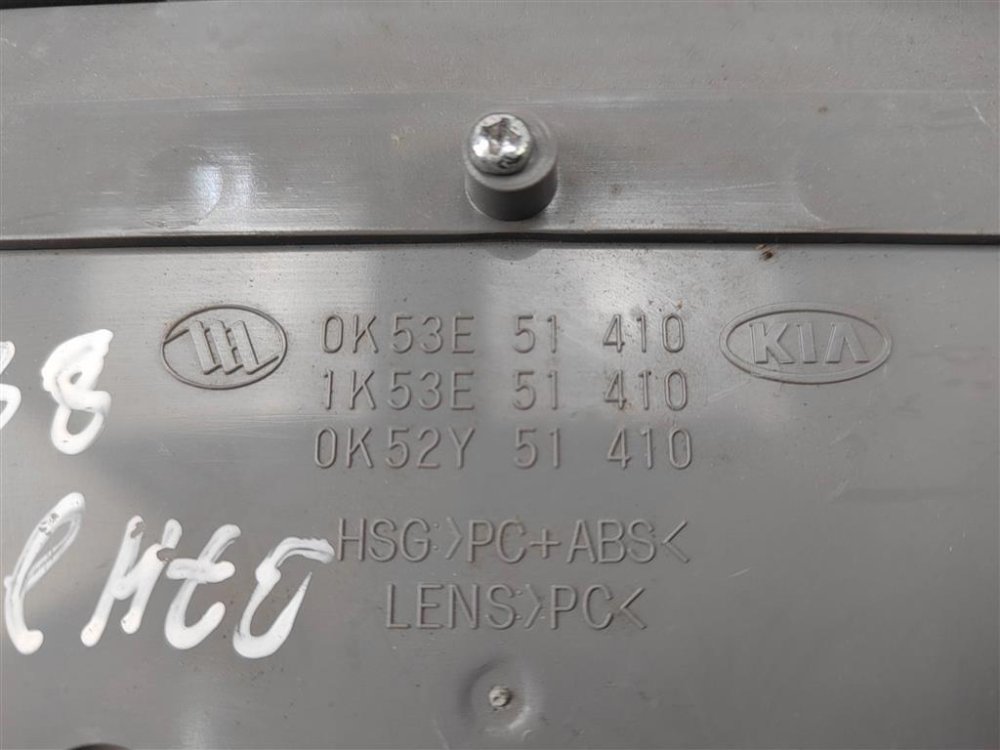 0K53E 51 410 KIA
1K53E 51 410
0K52Y 51 410
HSG>PC+ABS<
LENS>PC<